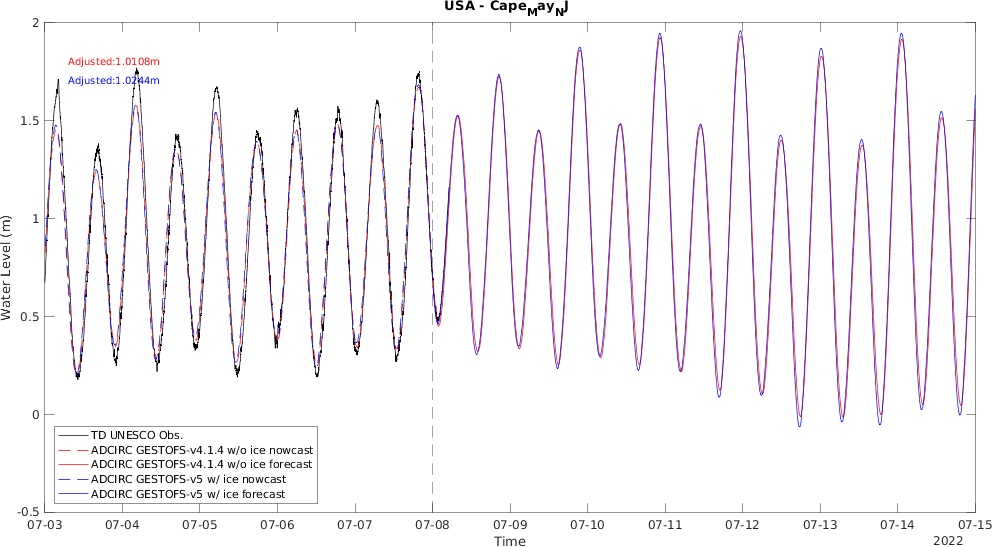 USA - CapeMayNJ
Adjusted:1.0108m
Adjusted:1.0244m
Water Level (m)
2
1.5
1
0.5
0
-0.5
TD UNESCO Obs.
ADCIRC GESTOFS-v4.1.4 w/o ice nowcast
ADCIRC GESTOFS-v4.1.4 w/o ice forecast
ADCIRC GESTOFS-v5 w/ ice nowcast
ADCIRC GESTOFS-v5 w/ ice forecast
07-03 07-04 07-05 07-06 07-07 07-08 07-09 07-10 07-11 07-12 07-13 07-14 07-15
Time
2022